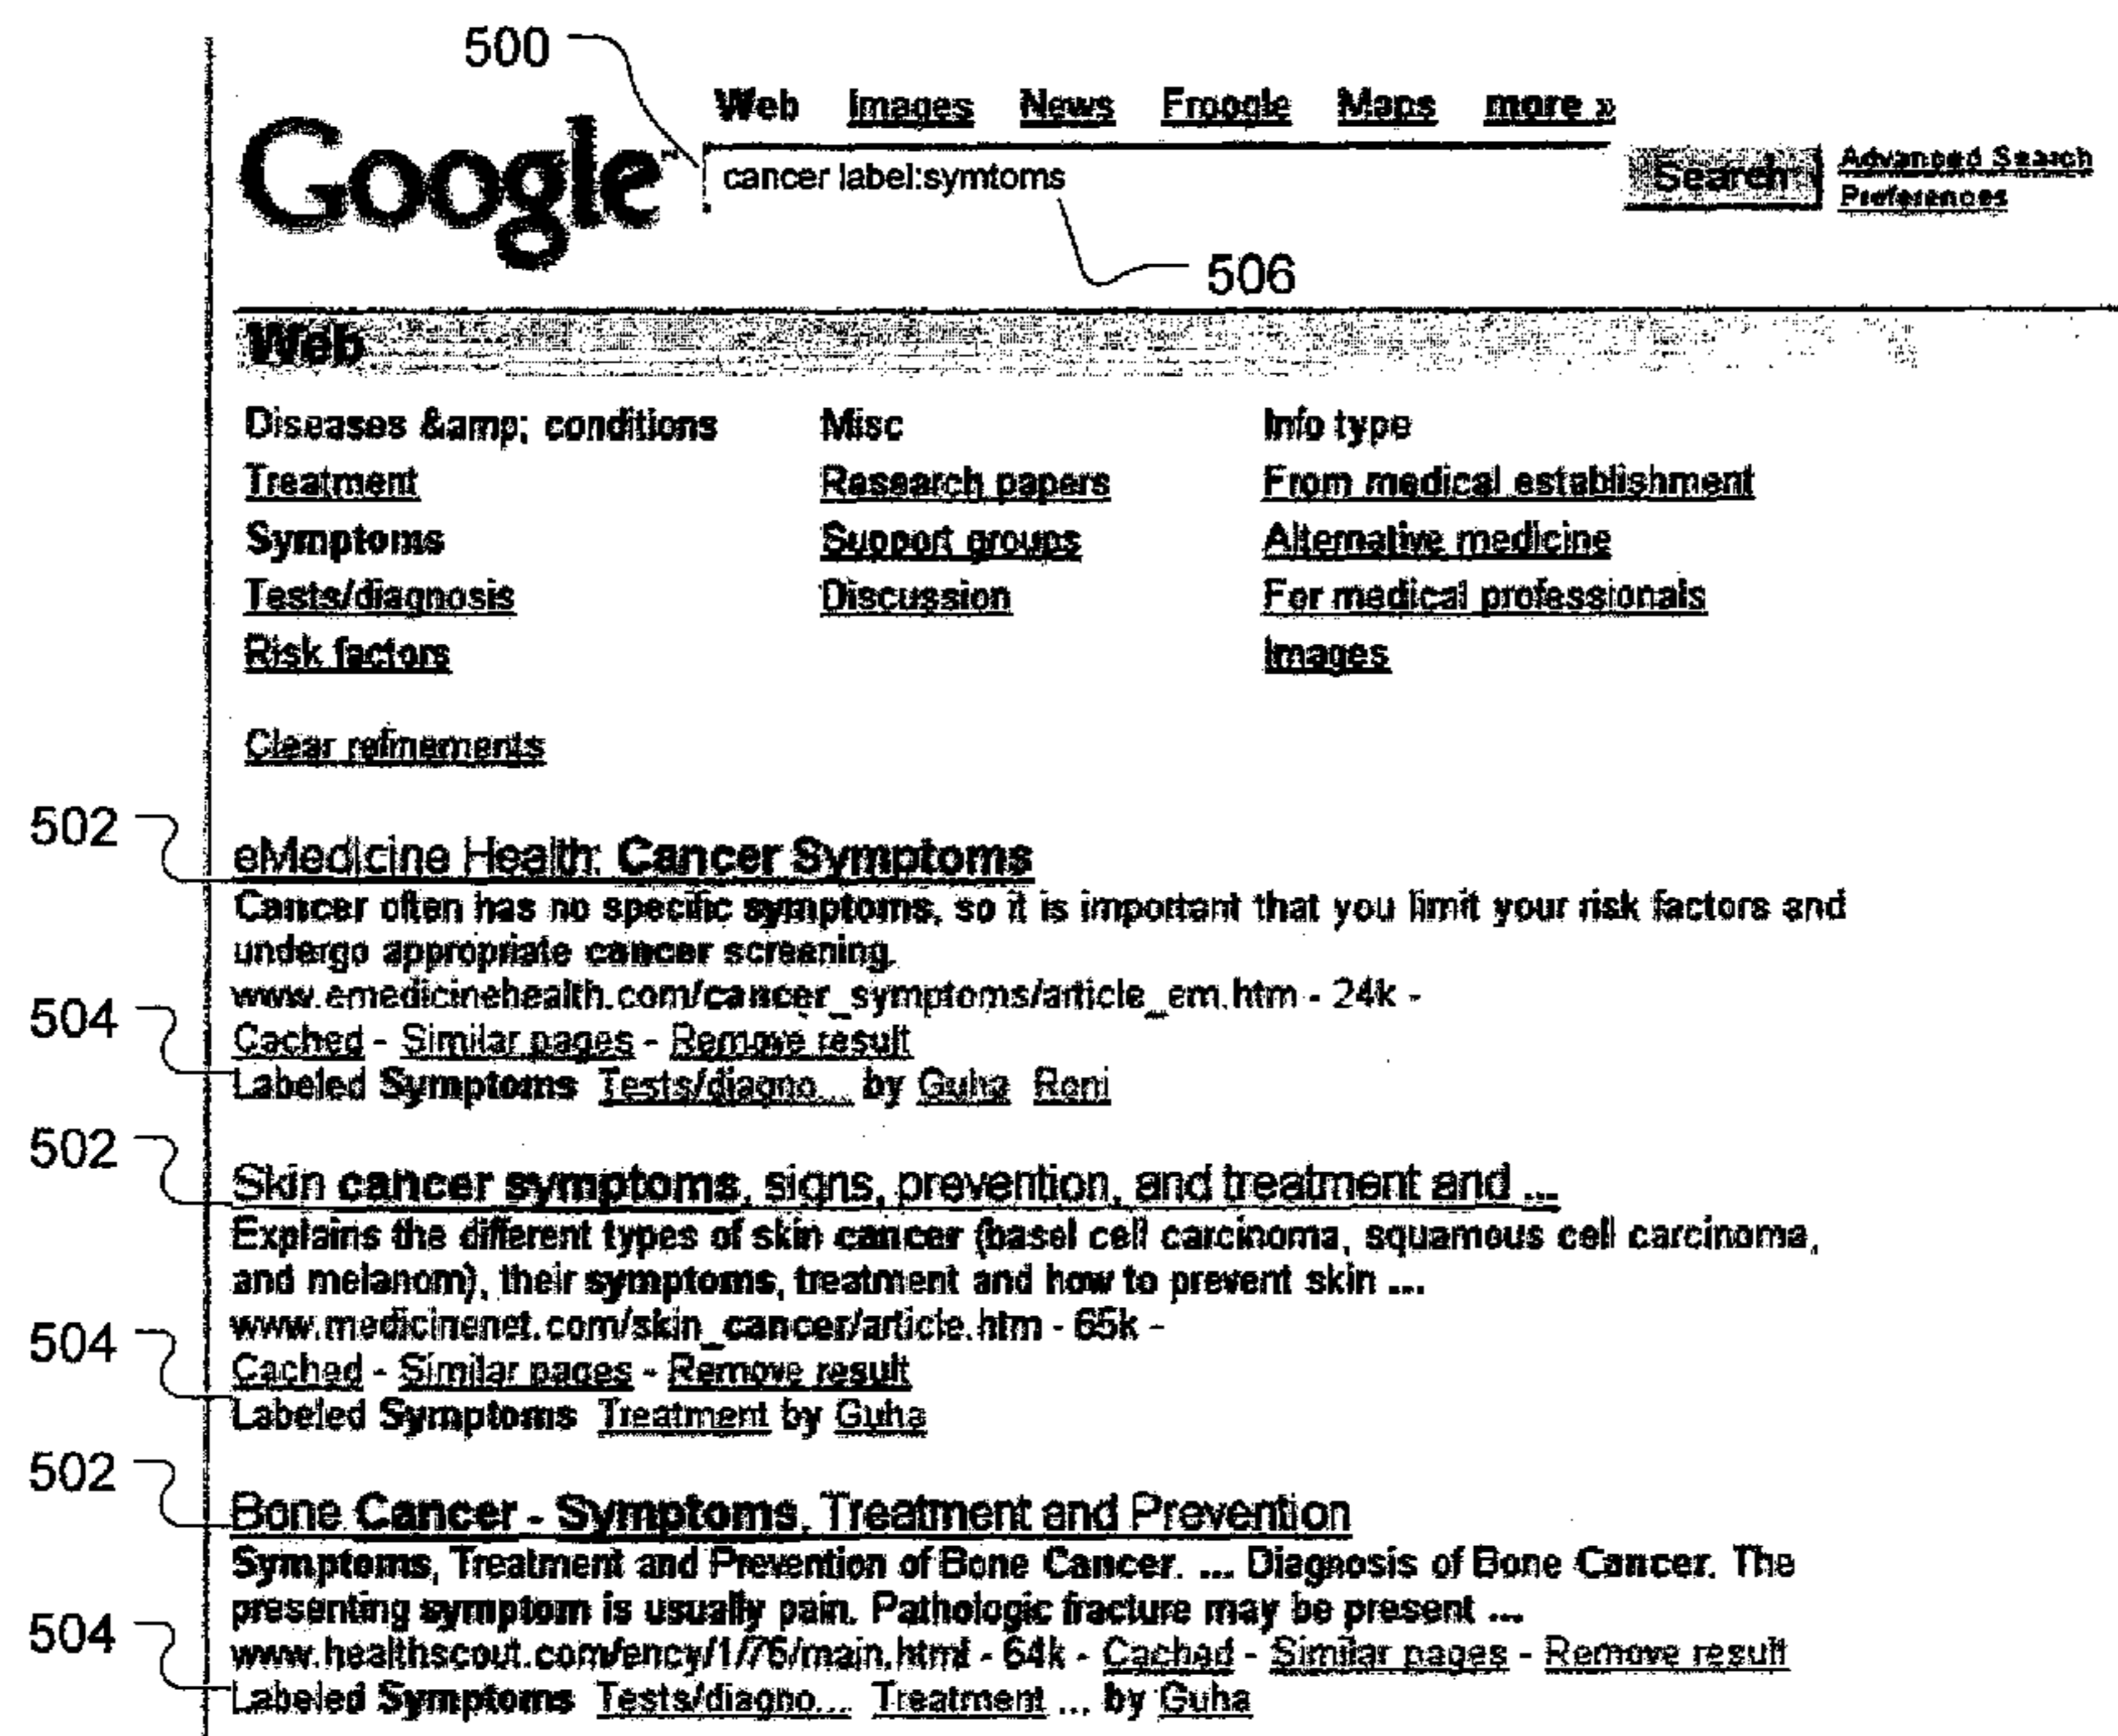 500
Web Images News Froogle Maps more »
Google™ cancer label:symtoms Search Advanced Search
Preferences
506
Web
Diseases &amp; conditions Misc Info type
Treatment Research papers From medical establishment
Symptoms Support groups Alternative medicine
Tests/diagnosis Discussion For medical professionals
Risk factors Images
Clear refinements
502
eMedicine Health: Cancer Symptoms
Cancer often has no specific symptoms, so it is important that you limit your risk factors and
undergo appropriate cancer screening.
www.emedicinehealth.com/cancer_symptoms/article_em.htm - 24k -
504
Cached - Similar pages - Remove result
Labeled Symptoms Tests/diagno... by Guha Roni
502
Skin cancer symptoms, signs, prevention, and treatment and ...
Explains the different types of skin cancer (basel cell carcinoma, squamous cell carcinoma,
and melanom), their symptoms, treatment and how to prevent skin ...
www.medicinenet.com/skin_cancer/article.htm - 65k -
504
Cached - Similar pages - Remove result
Labeled Symptoms Treatment by Guha
502
Bone Cancer - Symptoms, Treatment and Prevention
Symptoms, Treatment and Prevention of Bone Cancer. ... Diagnosis of Bone Cancer. The
presenting symptom is usually pain. Pathologic fracture may be present ...
504
www.healthscout.com/ency/1/76/main.html - 64k - Cached - Similar pages - Remove result
Labeled Symptoms Tests/diagno... Treatment ... by Guha